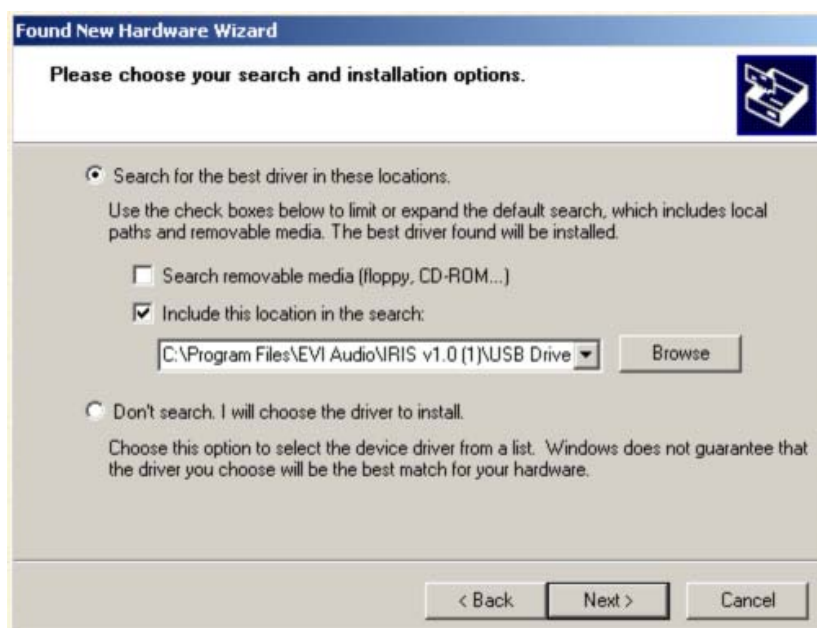 Found New Hardware Wizard
Please choose your search and installation options.
Search for the best driver in these locations.
Use the check boxes below to limit or expand the default search, which includes local
paths and removable media. The best driver found will be installed.
Search removable media (floppy, CD-ROM...)
Include this location in the search:
C:\Program Files\EVI Audio\IRIS v1.0 (1)\USB Drive
Browse
Don't search. I will choose the driver to install.
Choose this option to select the device driver from a list. Windows does not guarantee that
the driver you choose will be the best match for your hardware.
< Back
Next >
Cancel